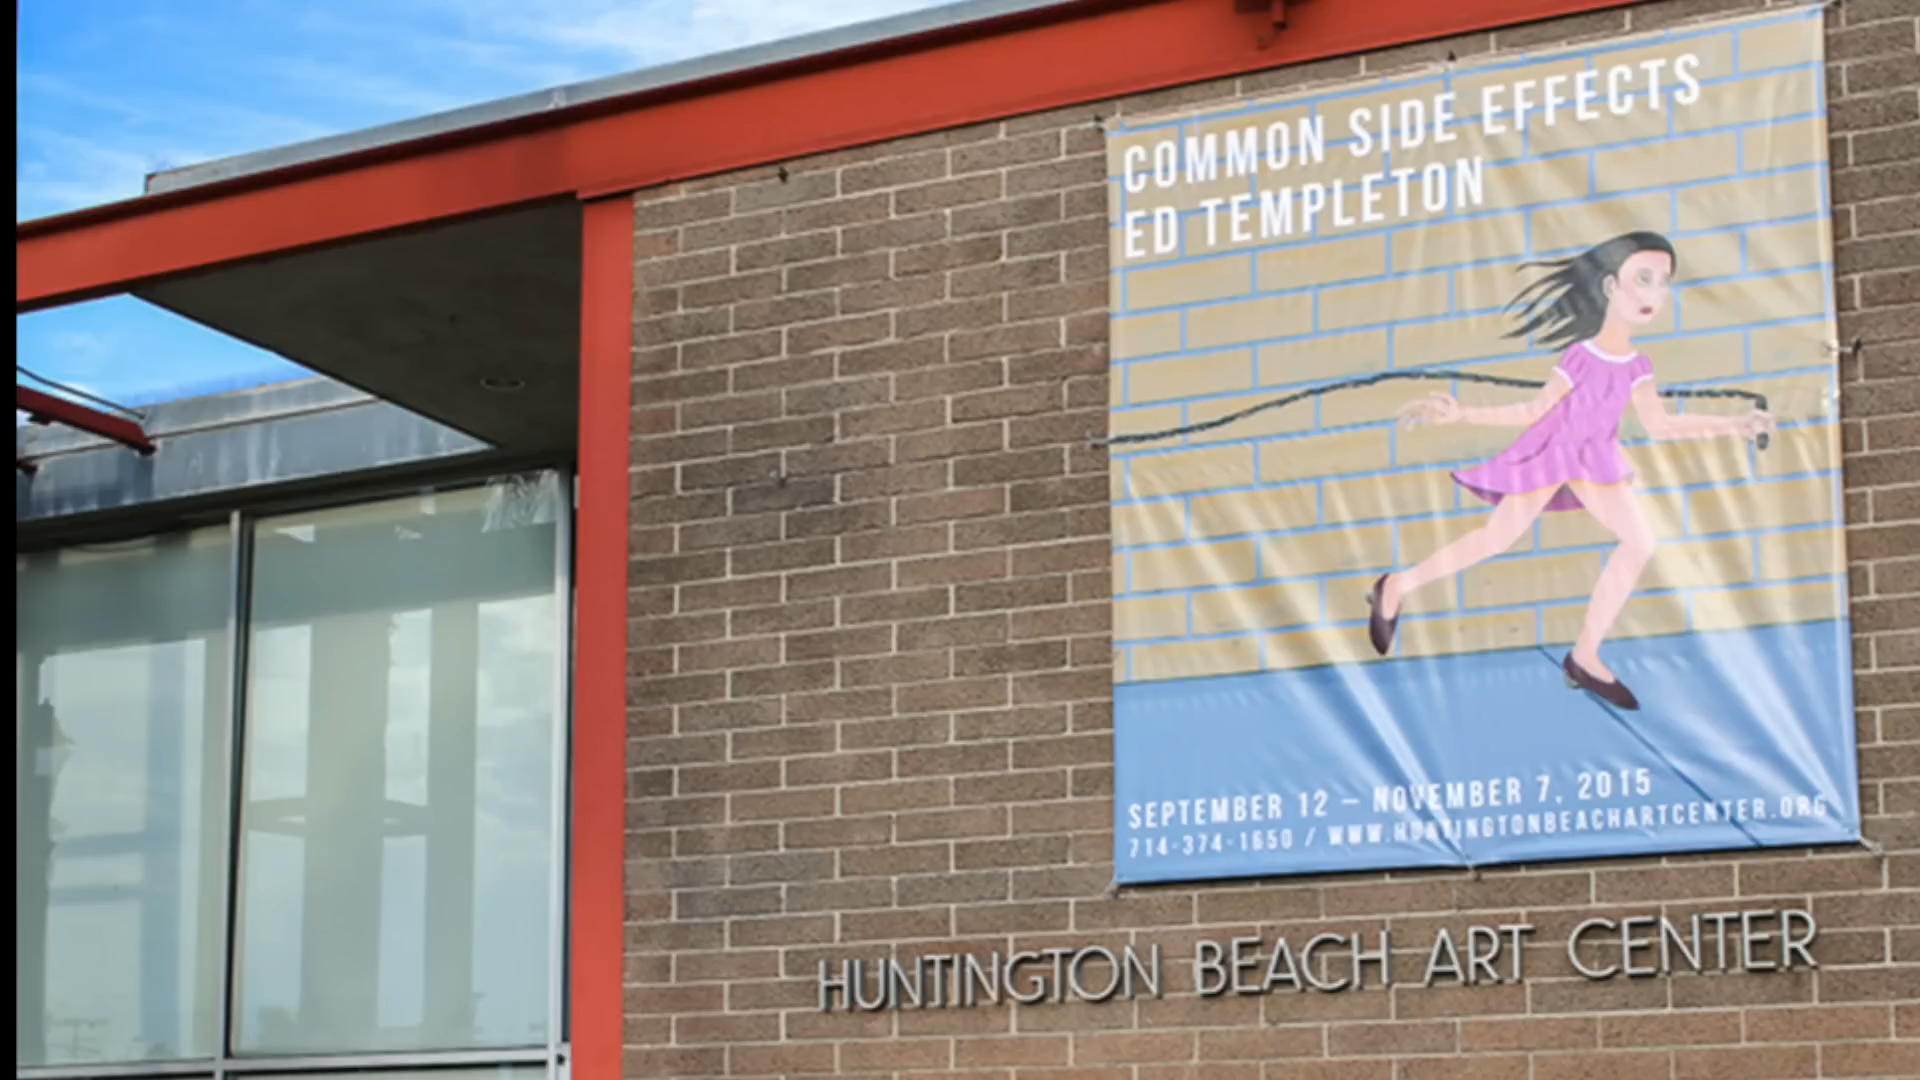 COMMON SIDE EFFECTS
ED TEMPLETON
SEPTEMBER 12 – NOVEMBER 7, 2015
714-374-1650 / WWW.HUNTINGTONBEACHARTCENTER.ORG
HUNTINGTON BEACH ART CENTER